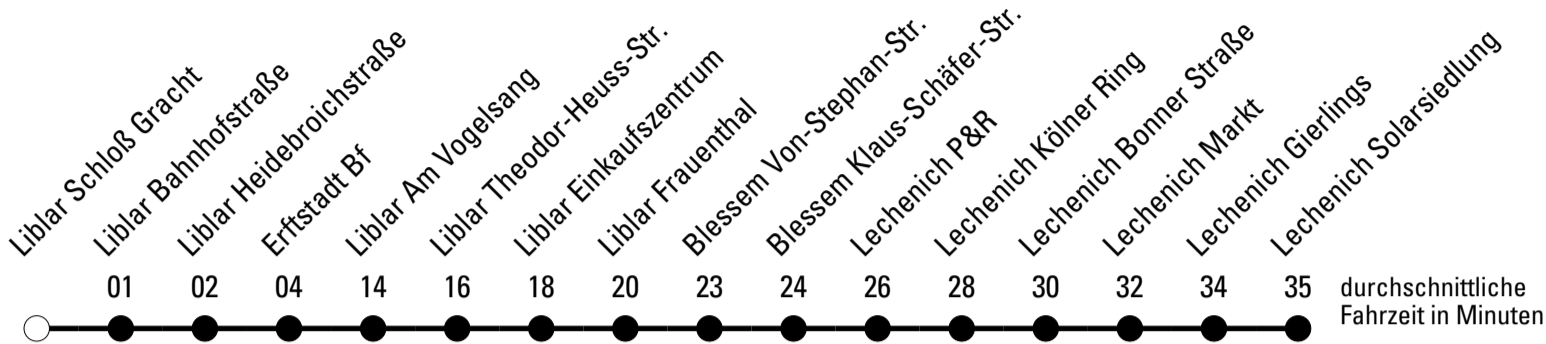 Liblar Schloß Gracht
Liblar Bahnhofstraße
Liblar Heidebroichstraße
Erftstadt Bf
Liblar Am Vogelsang
Liblar Theodor-Heuss-Str.
Liblar Einkaufszentrum
Liblar Frauenthal
Blessem Von-Stephan-Str.
Blessem Klaus-Schäfer-Str.
Lechenich P&R
Lechenich Kölner Ring
Lechenich Bonner Straße
Lechenich Markt
Lechenich Gierlings
Lechenich Solarsiedlung
01 02 04 14 16 18 20 23 24 26 28 30 32 34 35
durchschnittliche
Fahrzeit in Minuten